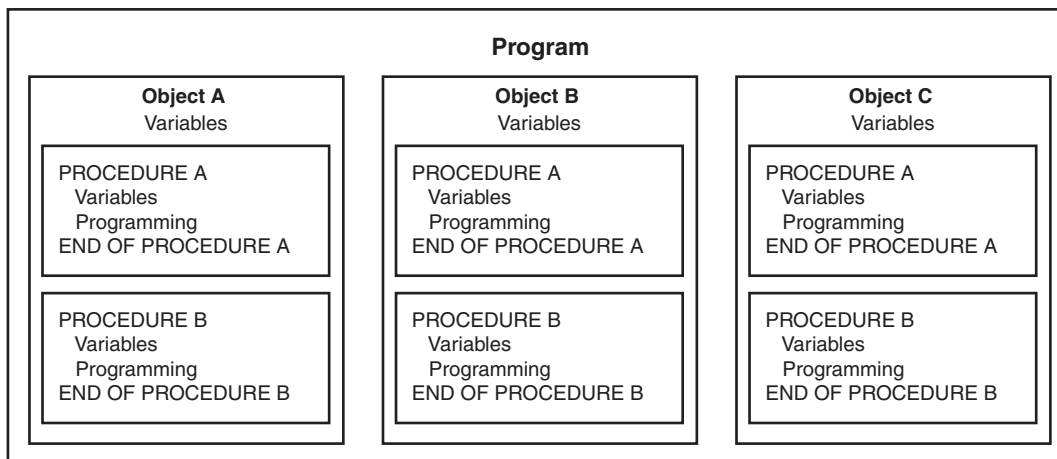 Program
Object A
Variables
PROCEDURE A
Variables
Programming
END OF PROCEDURE A
PROCEDURE B
Variables
Programming
END OF PROCEDURE B
Object B
Variables
PROCEDURE A
Variables
Programming
END OF PROCEDURE A
PROCEDURE B
Variables
Programming
END OF PROCEDURE B
Object C
Variables
PROCEDURE A
Variables
Programming
END OF PROCEDURE A
PROCEDURE B
Variables
Programming
END OF PROCEDURE B